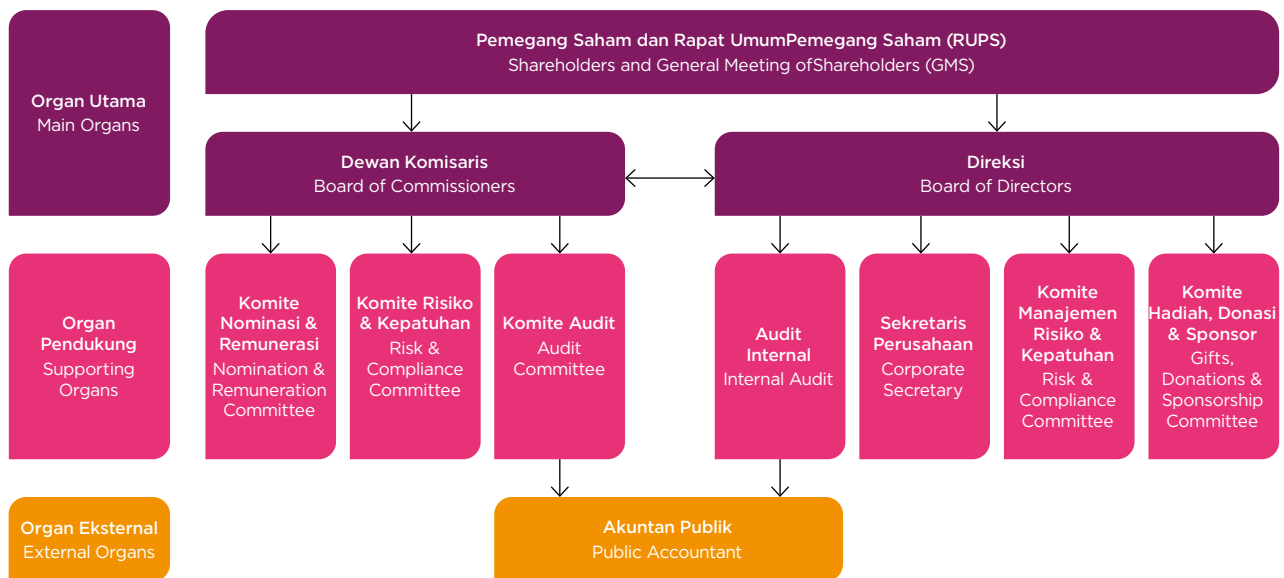 Organ Utama
Main Organs
Pemegang Saham dan Rapat UmumPemegang Saham (RUPS)
Shareholders and General Meeting ofShareholders (GMS)
Dewan Komisaris
Board of Commissioners
Direksi
Board of Directors
Organ
Pendukung
Supporting
Organs
Komite
Nominasi &
Remunerasi
Nomination &
Remuneration
Committee
Komite Risiko
& Kepatuhan
Risk &
Compliance
Committee
Komite Audit
Audit
Committee
Audit
Internal
Internal Audit
Sekretaris
Perusahaan
Corporate
Secretary
Komite
Manajemen
Risiko
& Kepatuhan
Risk &
Compliance
Committee
Komite
Hadiah, Donasi
& Sponsor
Gifts,
Donations &
Sponsorship
Committee
Organ Eksternal
External Organs
Akuntan Publik
Public Accountant